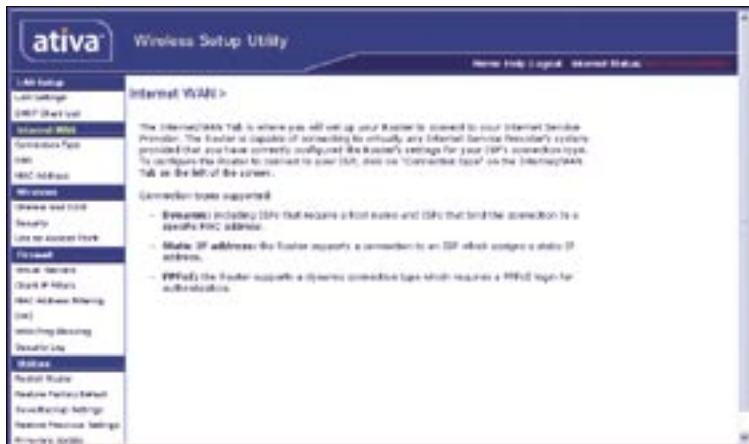 ativa
Wireless Setup Utility
Home Help Logout Internet Status:
LAN Setup
LAN Settings
DHCP Client List
Internet WAN
Connection Type
DNS
MAC Address
Wireless
Channel and SSID
Security
Use as Access Point
Firewall
Virtual Servers
Client IP Filters
MAC Address Filtering
DMZ
WAN Ping Blocking
Security Log
Utilities
Restart Router
Restore Factory Default
Save/Backup Settings
Restore Previous Settings
Firmware Update
Internet WAN >
The Internet/WAN Tab is where you will set up your Router to connect to your Internet Service
Provider. The Router is capable of connecting to virtually any Internet Service Provider's system
provided that you have correctly configured the Router's settings for your ISP's connection type.
To configure the Router to connect to your ISP, click on "Connection type" on the Internet/WAN
Tab on the left of the screen.
Connection types supported:
- Dynamic: including ISPs that require a host name and ISPs that bind the connection to a
specific MAC address.
- Static IP address: the Router supports a connection to an ISP which assigns a static IP
address.
- PPPoE: the Router supports a dynamic connection type which requires a PPPoE login for
authentication.